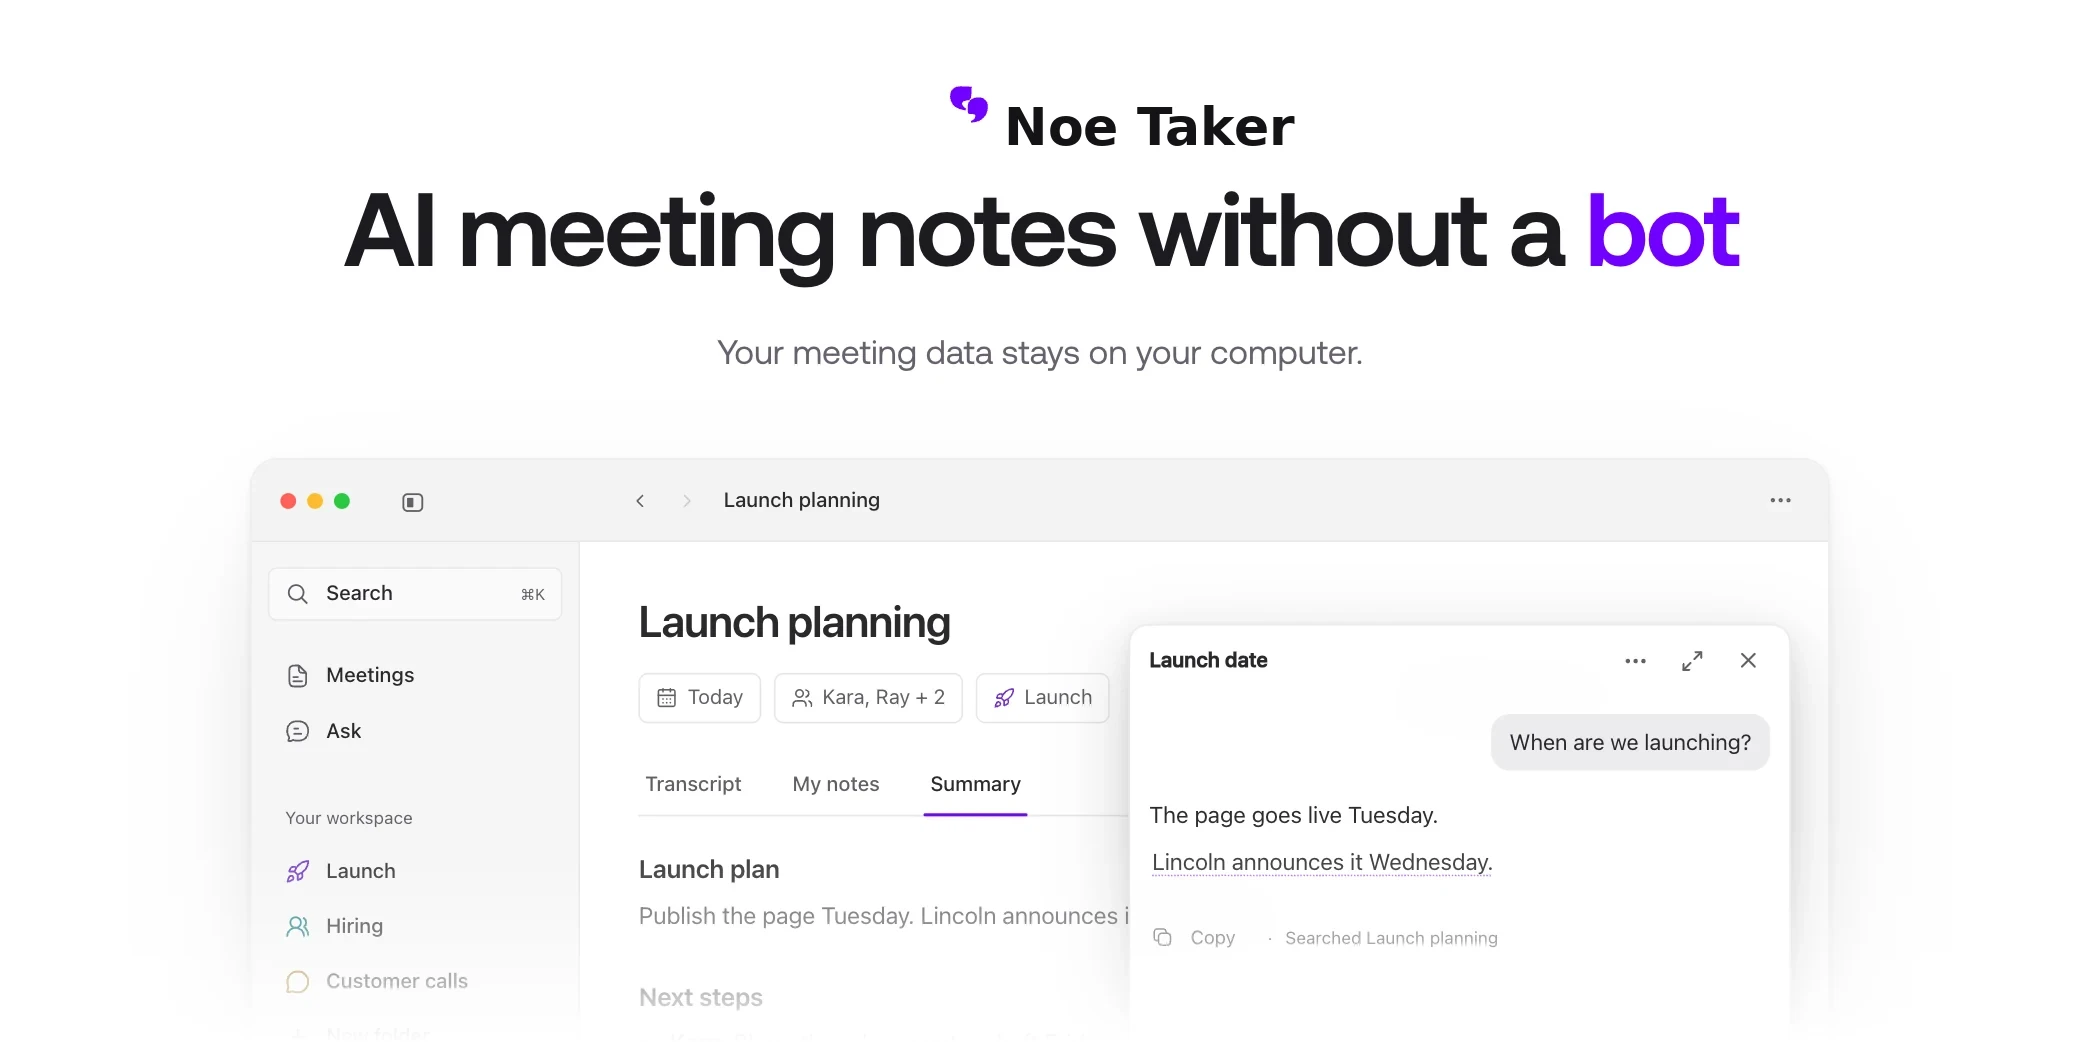 Noe Taker
AI meeting notes without a bot
Your meeting data stays on your computer.
Launch planning
Search ⌘K
Meetings
Ask
Your workspace
Launch
Hiring
Customer calls
New folder
Launch planning
Today
Kara, Ray + 2
Launch
Transcript
My notes
Summary
Launch plan
Publish the page Tuesday. Lincoln announces i
Next steps
Launch date
When are we launching?
The page goes live Tuesday.
Lincoln announces it Wednesday.
Copy · Searched Launch planning